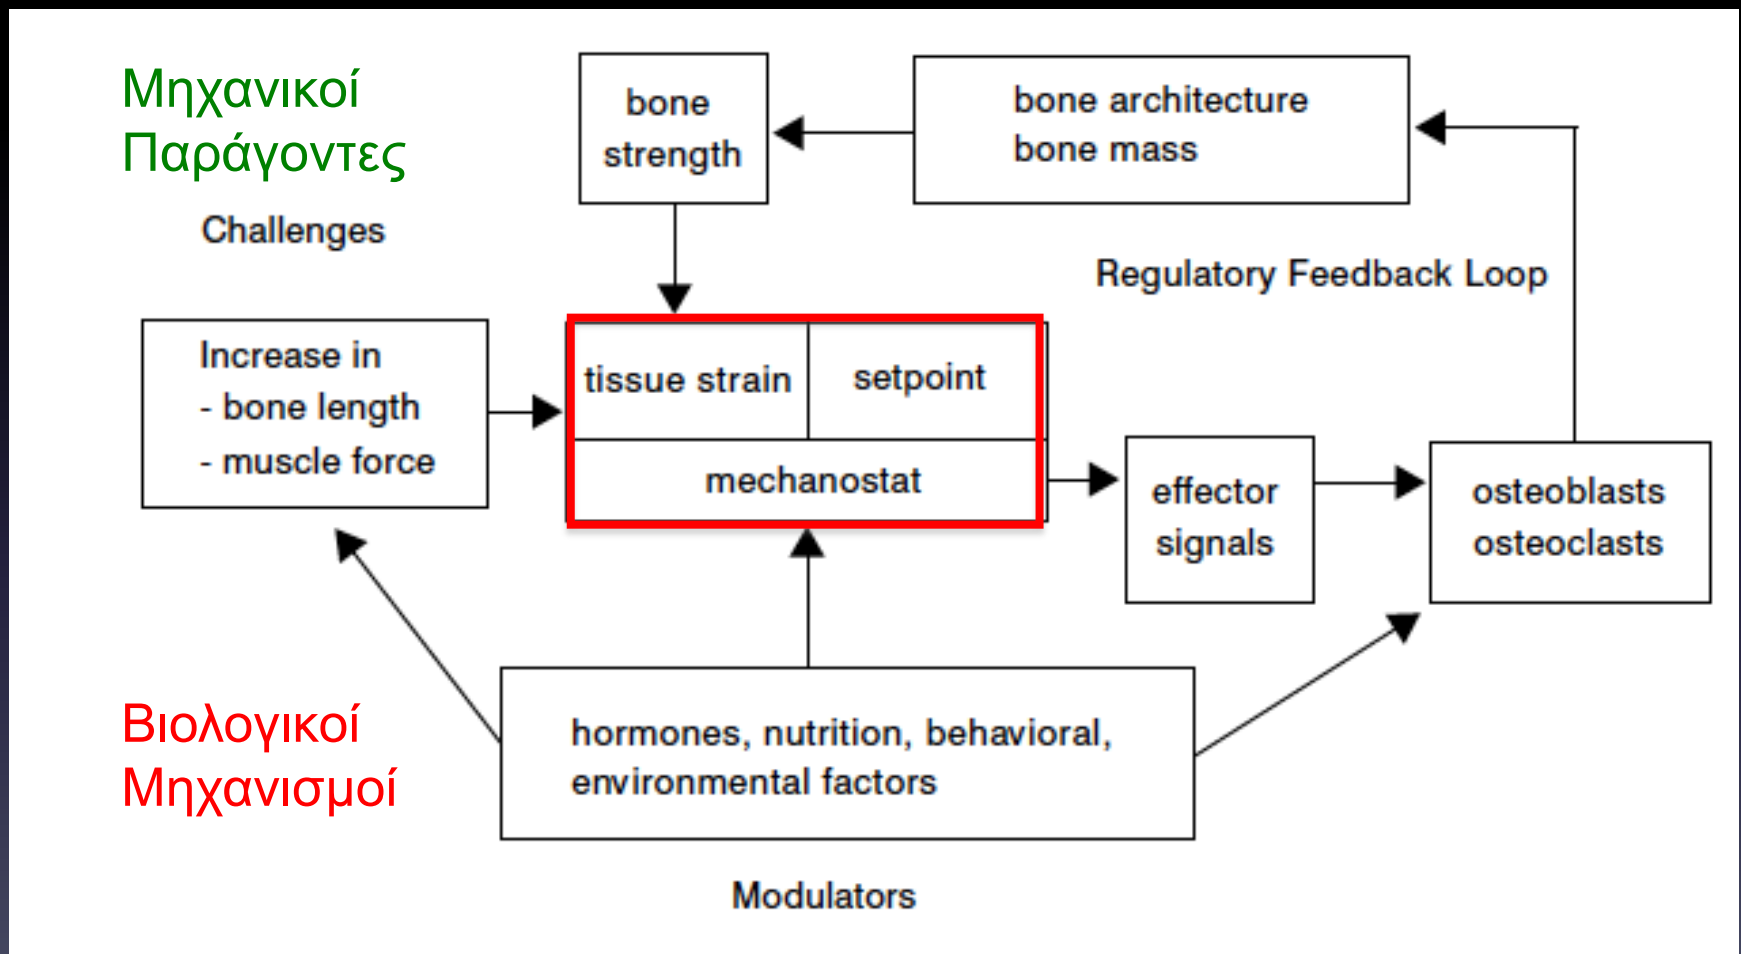 Μηχανικοί
Παράγοντες
Challenges
bone
strength
bone architecture
bone mass
Regulatory Feedback Loop
Increase in
- bone length
- muscle force
tissue strain
setpoint
mechanostat
effector
signals
osteoblasts
osteoclasts
Βιολογικοί
Μηχανισμοί
hormones, nutrition, behavioral,
environmental factors
Modulators